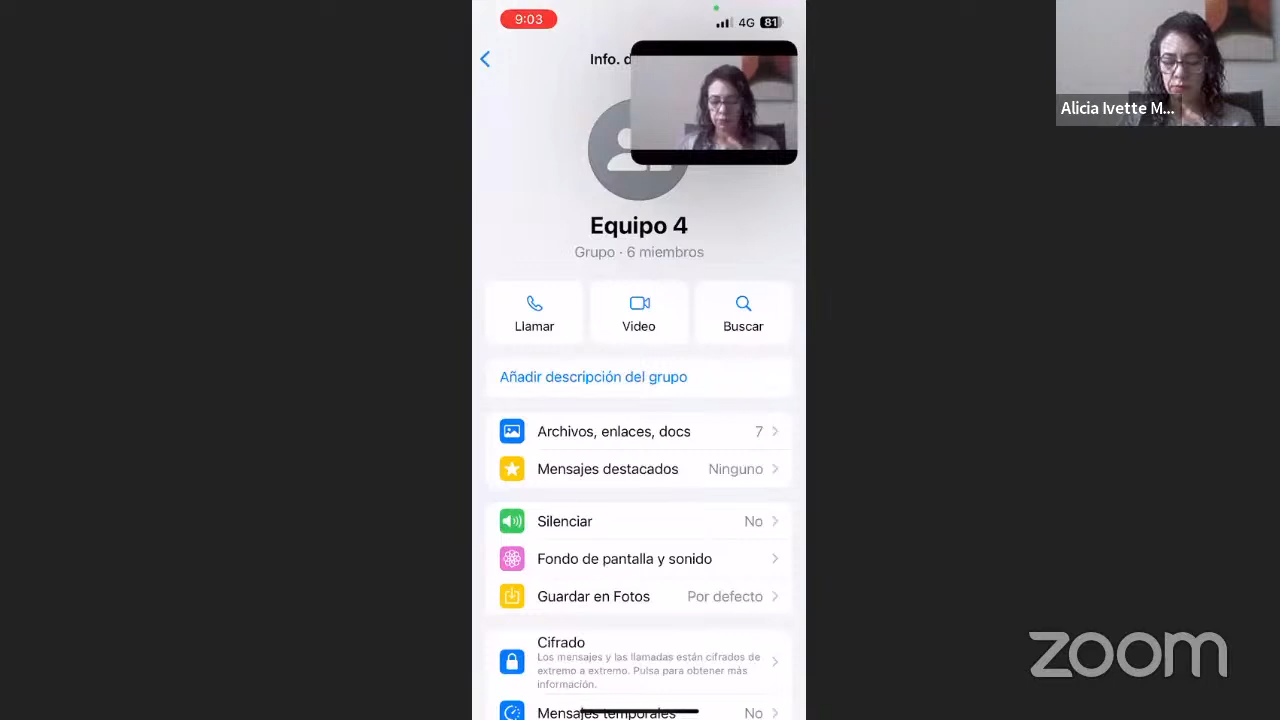 9:03
4G 81
Info. d
Alicia Ivette M...
Equipo 4
Grupo · 6 miembros
Llamar
Video
Buscar
Añadir descripción del grupo
Archivos, enlaces, docs 7
Mensajes destacados Ninguno
Silenciar No
Fondo de pantalla y sonido
Guardar en Fotos Por defecto
Cifrado
Los mensajes y las llamadas están cifrados de
extremo a extremo. Pulsa para obtener más
información.
Mensajes temporales No
zoom